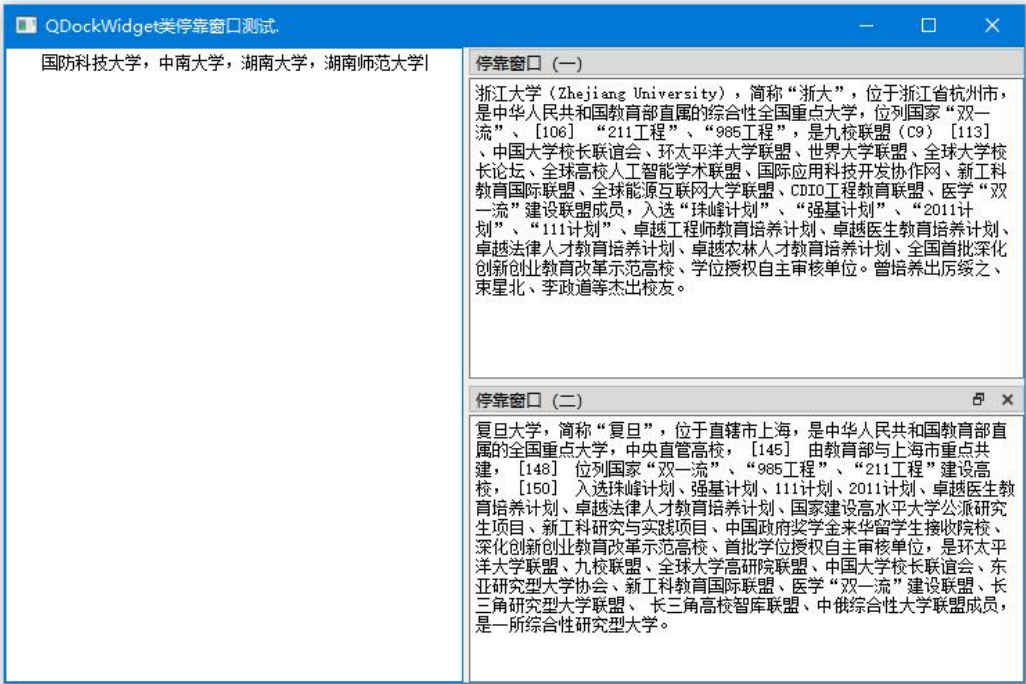 QDockWidget类停靠窗口测试.
国防科技大学，中南大学，湖南大学，湖南师范大学
停靠窗口 (一)
浙江大学（Zhejiang University），简称“浙大”，位于浙江省杭州市，
是中华人民共和国教育部直属的综合性全国重点大学，位列国家“双一
流”、 [106] “211工程”、“985工程”，是九校联盟（C9） [113]
、中国大学校长联谊会、环太平洋大学联盟、世界大学联盟、全球大学校
长论坛、全球高校人工智能学术联盟、国际应用科技开发协作网、新工科
教育国际联盟、全球能源互联网大学联盟、CDIO工程教育联盟、医学“双
一流”建设联盟成员，入选“珠峰计划”、“强基计划”、“2011计
划”、“111计划”、卓越工程师教育培养计划、卓越医生教育培养计划、
卓越法律人才教育培养计划、卓越农林人才教育培养计划、全国首批深化
创新创业教育改革示范高校、学位授权自主审核单位。曾培养出厉绥之、
束星北、李政道等杰出校友。
停靠窗口 (二)
复旦大学，简称“复旦”，位于直辖市上海，是中华人民共和国教育部直
属的全国重点大学，中央直管高校， [145] 由教育部与上海市重点共
建， [148] 位列国家“双一流”、“985工程”、“211工程”建设高
校， [150] 入选珠峰计划、强基计划、111计划、2011计划、卓越医生教
育培养计划、卓越法律人才教育培养计划、国家建设高水平大学公派研究
生项目、新工科研究与实践项目、中国政府奖学金来华留学生接收院校、
深化创新创业教育改革示范高校、首批学位授权自主审核单位，是环太平
洋大学联盟、九校联盟、全球大学高研院联盟、中国大学校长联谊会、东
亚研究型大学协会、新工科教育国际联盟、医学“双一流”建设联盟、长
三角研究型大学联盟、 长三角高校智库联盟、中俄综合性大学联盟成员，
是一所综合性研究型大学。